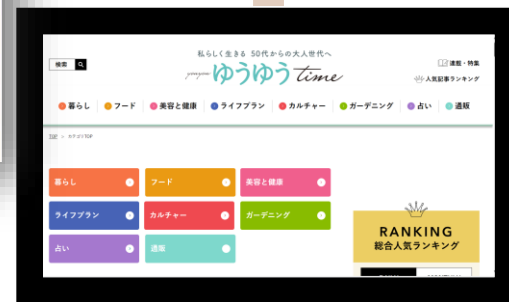 私らしく生きる 50代からの大人世代へ
検索
yuuyuu ゆうゆうtime
連載・特集
人気記事ランキング
暮らし フード 美容と健康 ライフプラン カルチャー ガーデニング 占い 通販
TOP > カテゴリTOP
暮らし フード 美容と健康
ライフプラン カルチャー ガーデニング
占い 通販
RANKING
総合人気ランキング